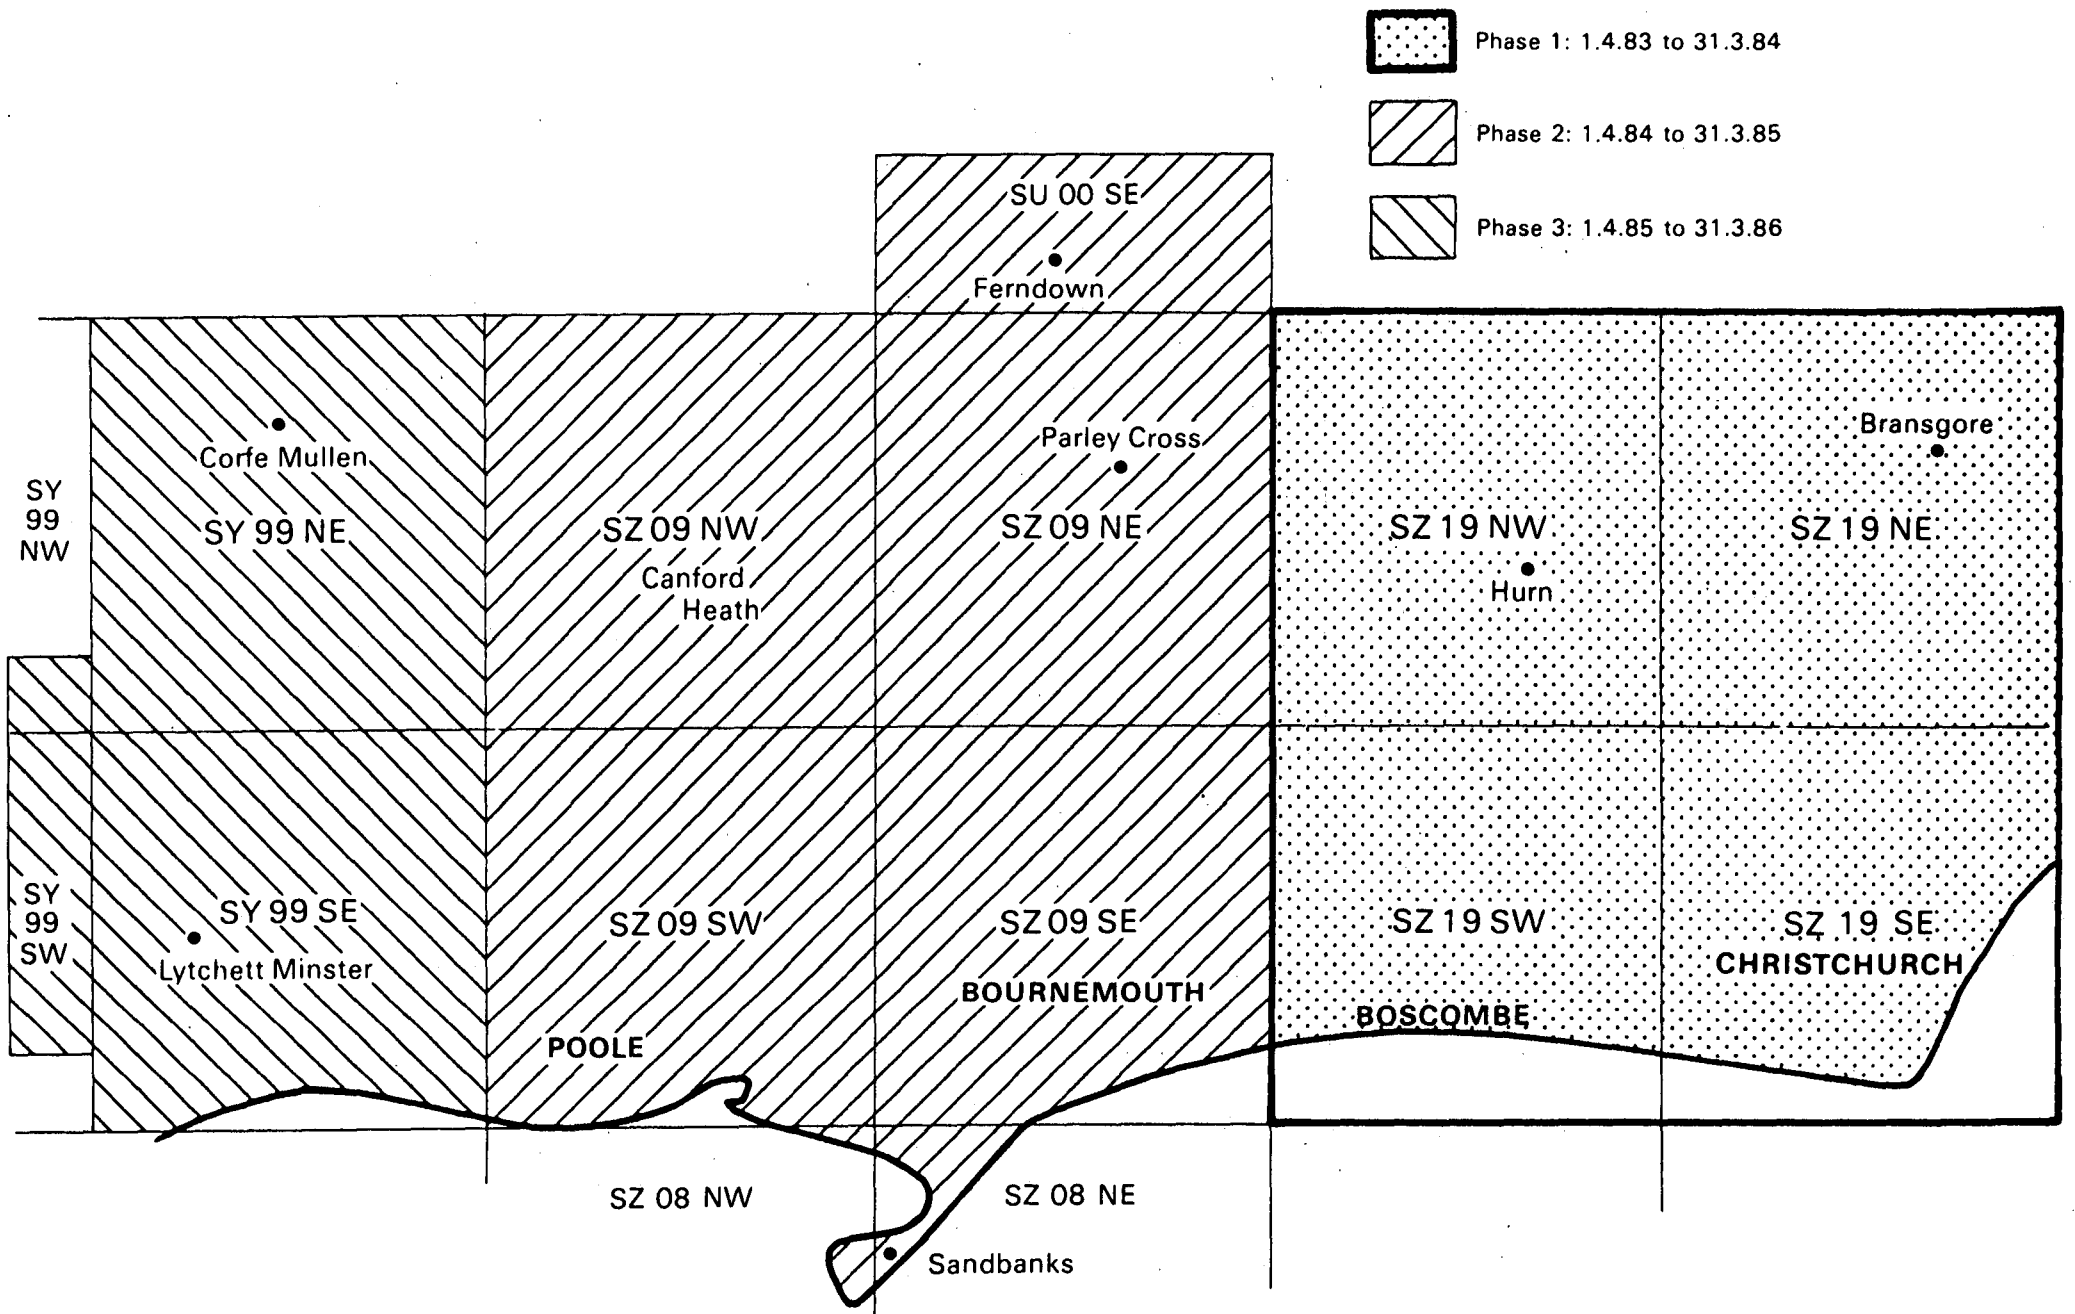 Phase 1: 1.4.83 to 31.3.84
Phase 2: 1.4.84 to 31.3.85
Phase 3: 1.4.85 to 31.3.86
SU 00 SE
Ferndown
Corfe Mullen
Parley Cross
Bransgore
SY
99
NW
SY 99 NE
SZ 09 NW
SZ 09 NE
SZ 19 NW
SZ 19 NE
Canford
Heath
Hurn
SY
99
SW
SY 99 SE
SZ 09 SW
SZ 09 SE
SZ 19 SW
SZ 19 SE
Lytchett Minster
CHRISTCHURCH
BOURNEMOUTH
BOSCOMBE
POOLE
SZ 08 NW
SZ 08 NE
Sandbanks